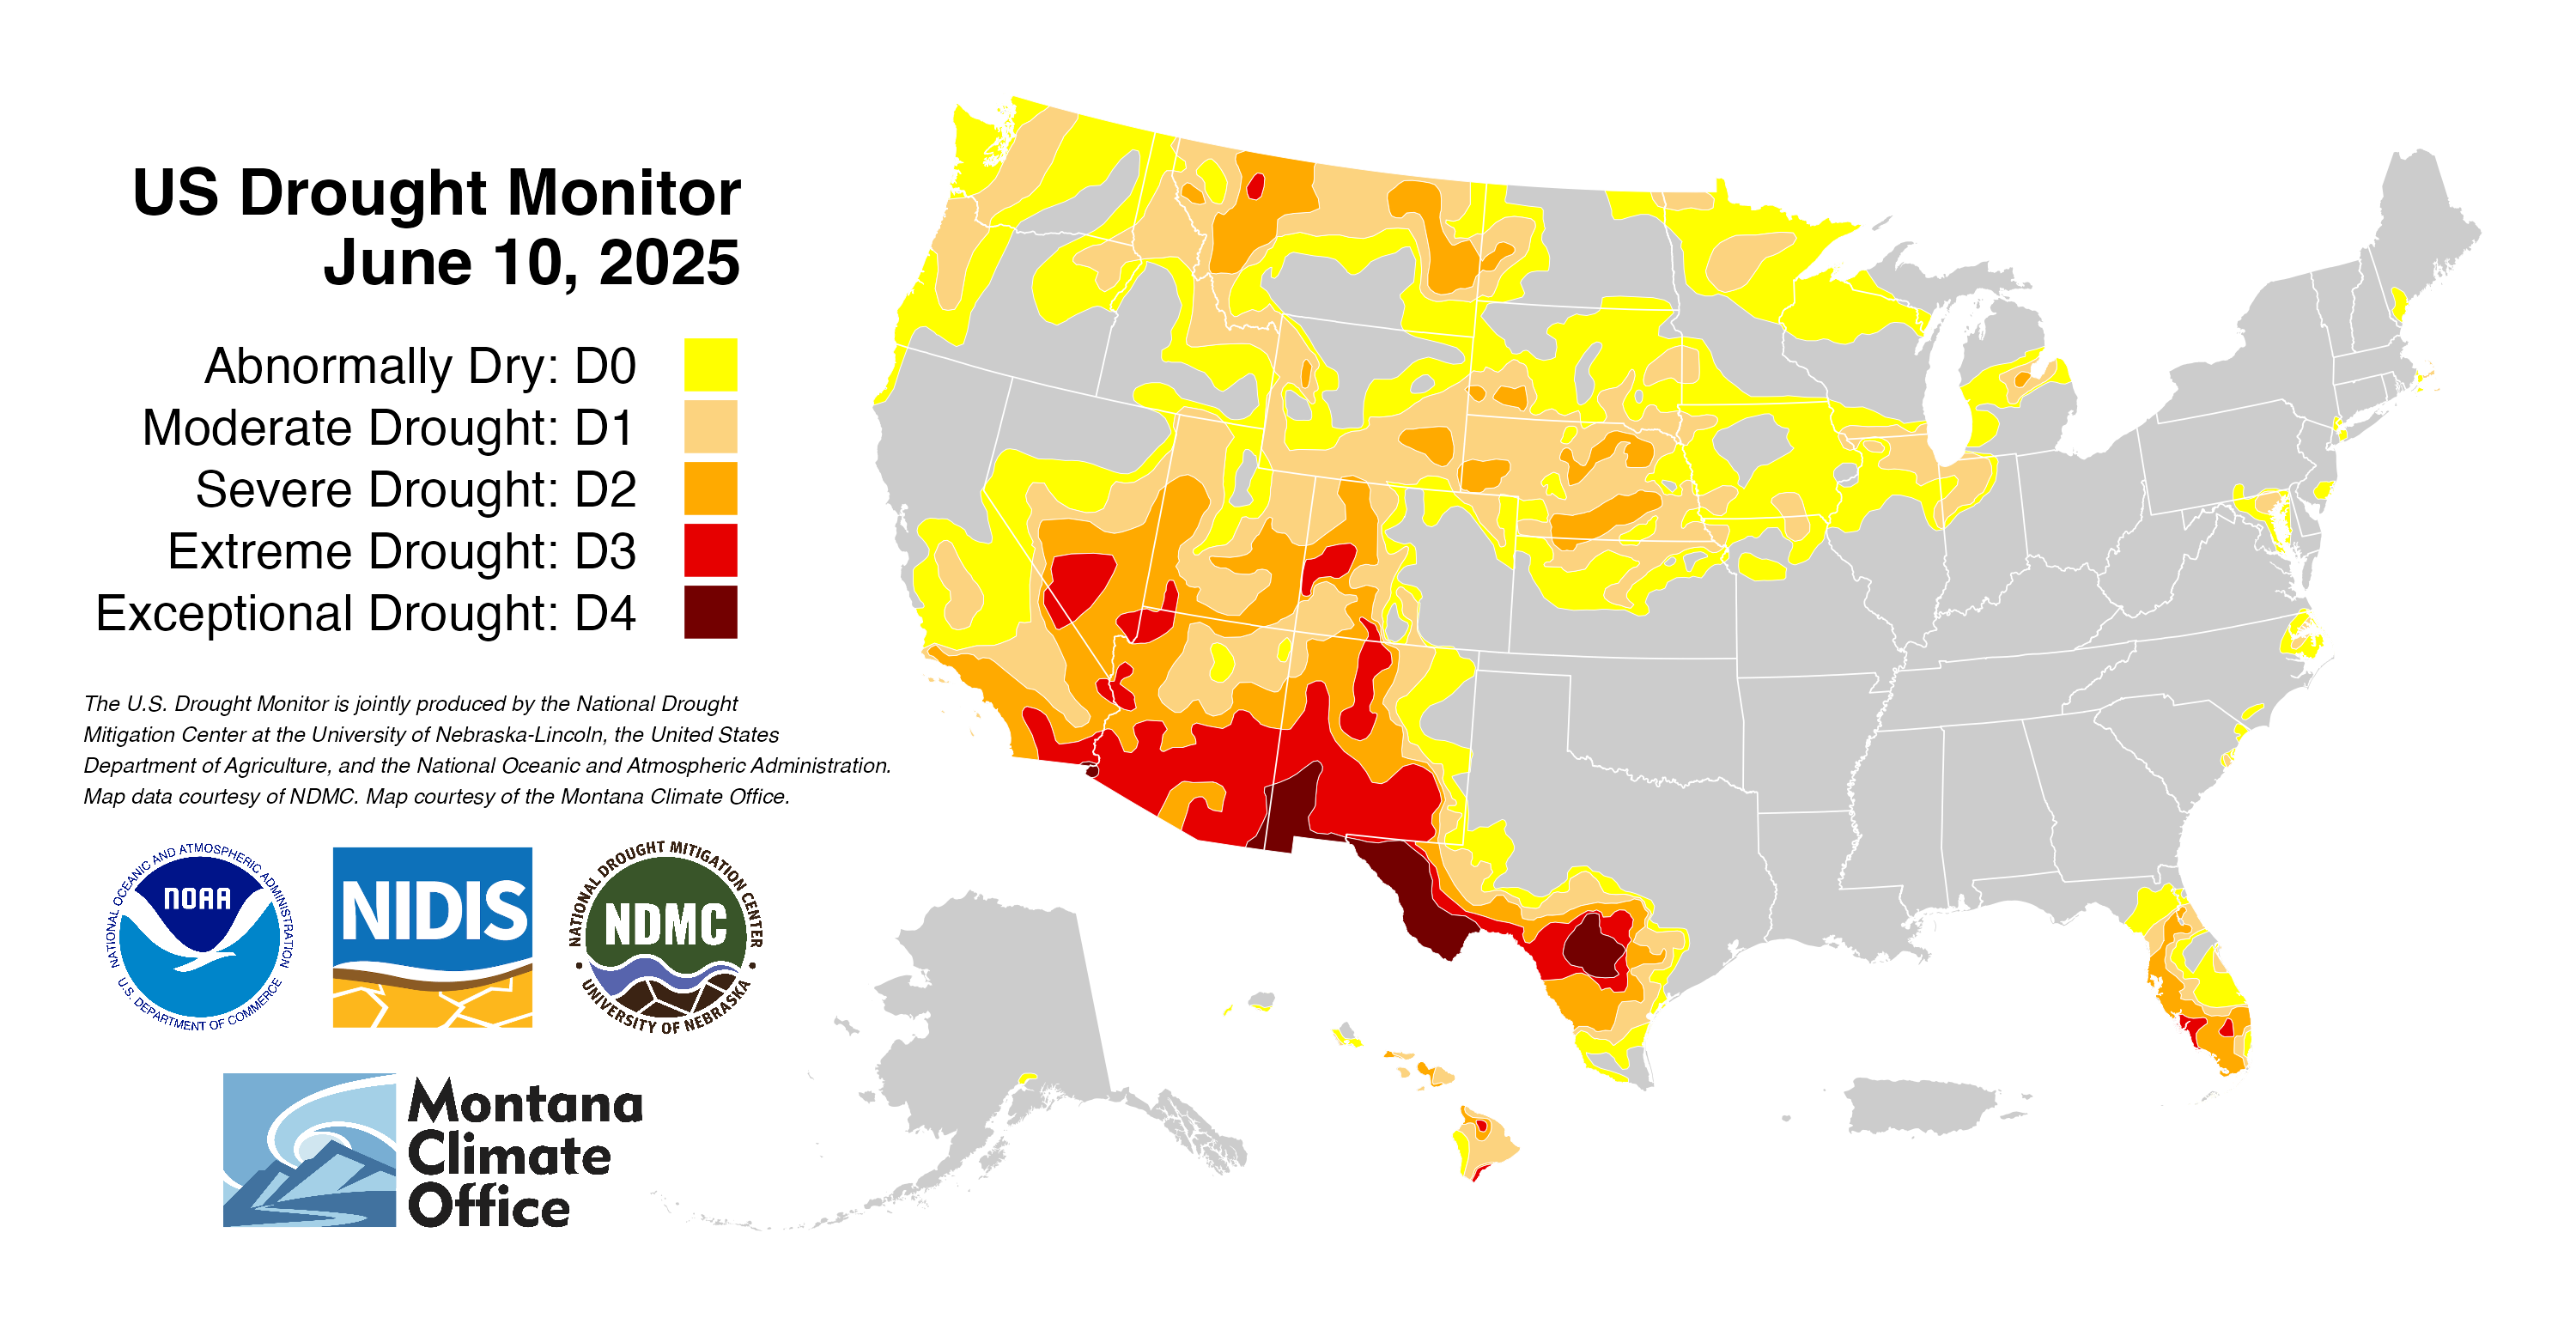 US Drought Monitor
June 10, 2025
Abnormally Dry: D0
Moderate Drought: D1
Severe Drought: D2
Extreme Drought: D3
Exceptional Drought: D4
The U.S. Drought Monitor is jointly produced by the National Drought
Mitigation Center at the University of Nebraska-Lincoln, the United States
Department of Agriculture, and the National Oceanic and Atmospheric Administration.
Map data courtesy of NDMC. Map courtesy of the Montana Climate Office.
NATIONAL OCEANIC AND ATMOSPHERIC ADMINISTRATION
NOAA
U.S. DEPARTMENT OF COMMERCE
NIDIS
NATIONAL DROUGHT MITIGATION CENTER
NDMC
UNIVERSITY OF NEBRASKA
Montana
Climate
Office